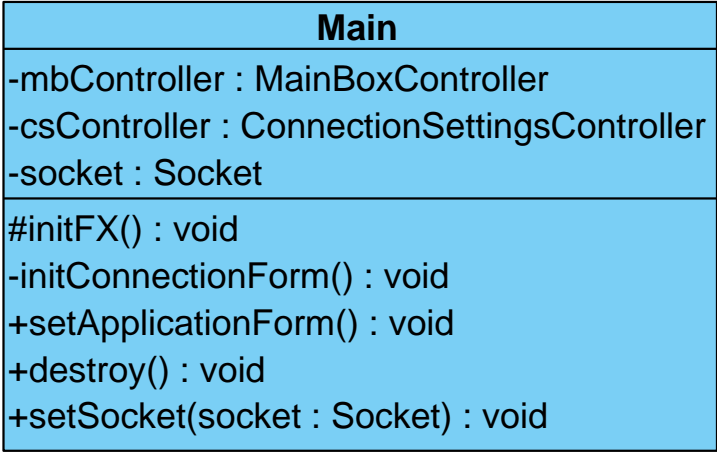 Main
-mbController : MainBoxController
-csController : ConnectionSettingsController
-socket : Socket
#initFX() : void
-initConnectionForm() : void
+setApplicationForm() : void
+destroy() : void
+setSocket(socket : Socket) : void